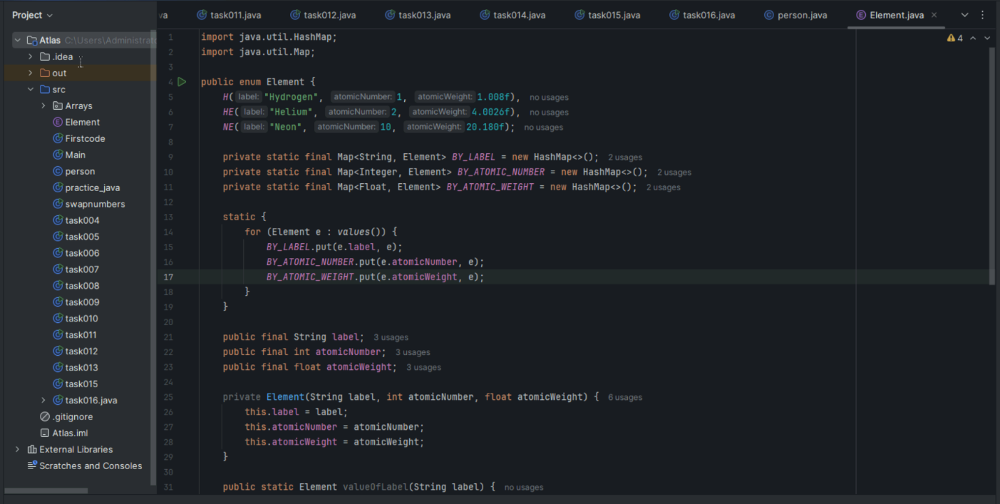 Project
va
task011.java
task012.java
task013.java
task014.java
task015.java
task016.java
person.java
Element.java
Atlas C:\Users\Administrato
.idea
out
src
Arrays
Element
Firstcode
Main
person
practice_java
swapnumbers
task004
task005
task006
task007
task008
task009
task010
task011
task012
task013
task015
task016.java
.gitignore
Atlas.iml
External Libraries
Scratches and Consoles
4
1 import java.util.HashMap;
2 import java.util.Map;
3
4 public enum Element {
5 H( label: "Hydrogen", atomicNumber: 1, atomicWeight: 1.008f), no usages
6 HE( label: "Helium", atomicNumber: 2, atomicWeight: 4.0026f), no usages
7 NE( label: "Neon", atomicNumber: 10, atomicWeight: 20.180f); no usages
8
9 private static final Map<String, Element> BY_LABEL = new HashMap<>(); 2 usages
10 private static final Map<Integer, Element> BY_ATOMIC_NUMBER = new HashMap<>(); 2 usages
11 private static final Map<Float, Element> BY_ATOMIC_WEIGHT = new HashMap<>(); 2 usages
12
13 static {
14 for (Element e : values()) {
15 BY_LABEL.put(e.label, e);
16 BY_ATOMIC_NUMBER.put(e.atomicNumber, e);
17 BY_ATOMIC_WEIGHT.put(e.atomicWeight, e);
18 }
19 }
20
21 public final String label; 3 usages
22 public final int atomicNumber; 3 usages
23 public final float atomicWeight; 3 usages
24
25 private Element(String label, int atomicNumber, float atomicWeight) { 6 usages
26 this.label = label;
27 this.atomicNumber = atomicNumber;
28 this.atomicWeight = atomicWeight;
29 }
30
31 public static Element valueOfLabel(String label) { no usages